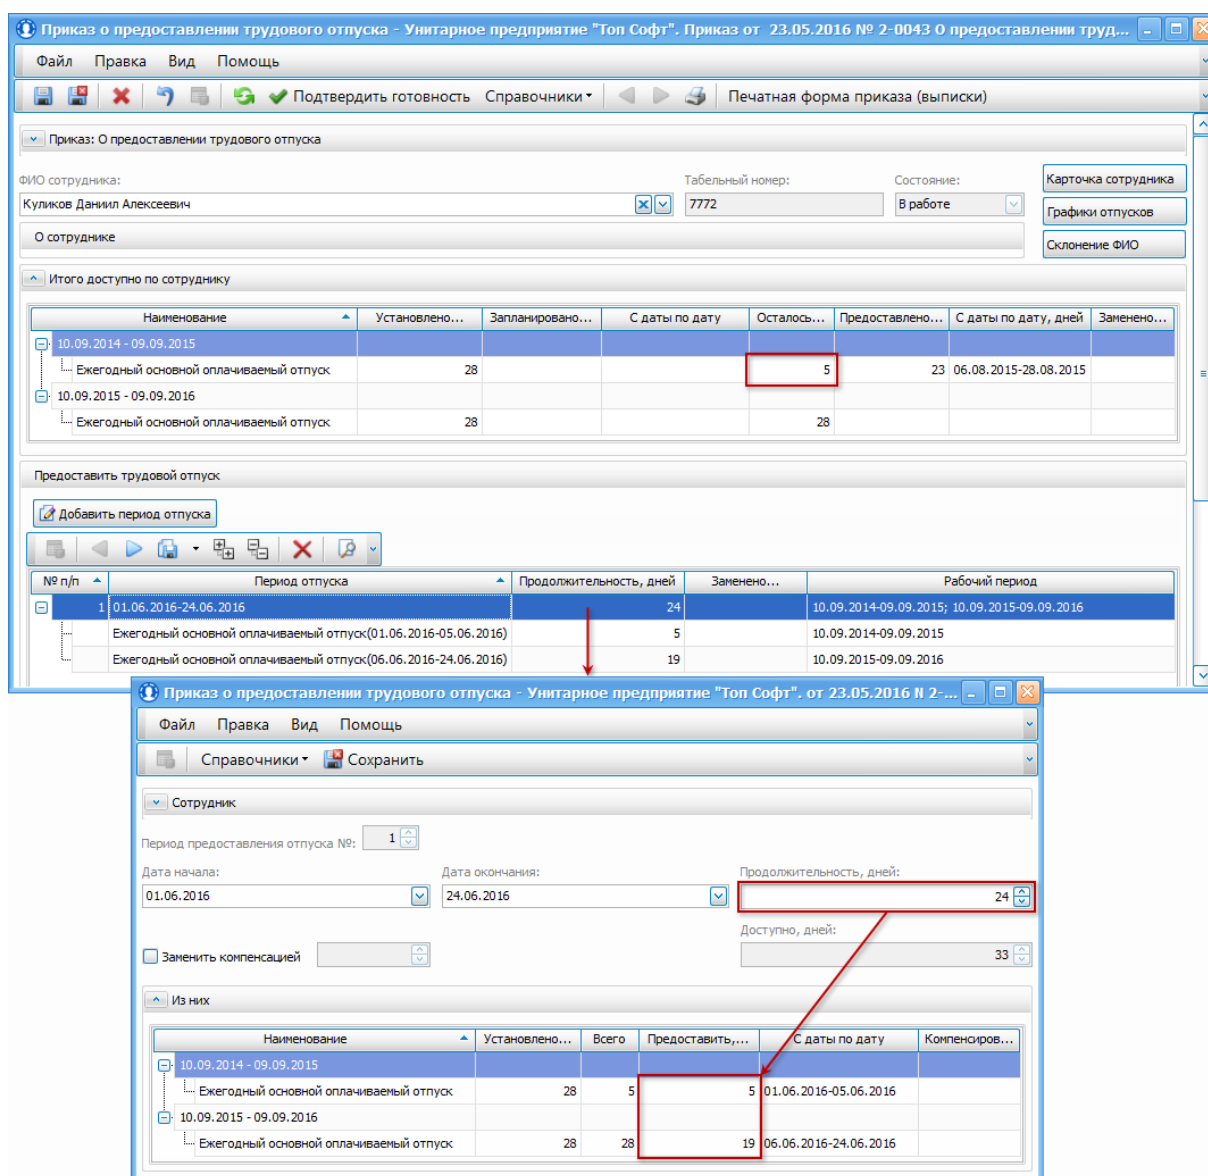 Приказ о предоставлении трудового отпуска - Унитарное предприятие "Топ Софт". Приказ от 23.05.2016 № 2-0043 О предоставлении труд...
Файл Правка Вид Помощь
Подтвердить готовность Справочники Печатная форма приказа (выписки)
Приказ: О предоставлении трудового отпуска
ФИО сотрудника: Табельный номер: Состояние: Карточка сотрудника
Куликов Даниил Алексеевич 7772 В работе Графики отпусков
О сотруднике Склонение ФИО
Итого доступно по сотруднику
Наименование Установлено... Запланировано... С даты по дату Осталось... Предоставлено... С даты по дату, дней Заменено...
10.09.2014 - 09.09.2015
Ежегодный основной оплачиваемый отпуск 28 5 23 06.08.2015-28.08.2015
10.09.2015 - 09.09.2016
Ежегодный основной оплачиваемый отпуск 28 28
Предоставить трудовой отпуск
Добавить период отпуска
№ п/п Период отпуска Продолжительность, дней Заменено... Рабочий период
1 01.06.2016-24.06.2016 24 10.09.2014-09.09.2015; 10.09.2015-09.09.2016
Ежегодный основной оплачиваемый отпуск(01.06.2016-05.06.2016) 5 10.09.2014-09.09.2015
Ежегодный основной оплачиваемый отпуск(06.06.2016-24.06.2016) 19 10.09.2015-09.09.2016
Приказ о предоставлении трудового отпуска - Унитарное предприятие "Топ Софт". от 23.05.2016 N 2-...
Файл Правка Вид Помощь
Справочники Сохранить
Сотрудник
Период предоставления отпуска №: 1
Дата начала: Дата окончания: Продолжительность, дней:
01.06.2016 24.06.2016 24
Доступно, дней:
Заменить компенсацией 33
Из них
Наименование Установлено... Всего Предоставить,... С даты по дату Компенсиров...
10.09.2014 - 09.09.2015
Ежегодный основной оплачиваемый отпуск 28 5 5 01.06.2016-05.06.2016
10.09.2015 - 09.09.2016
Ежегодный основной оплачиваемый отпуск 28 28 19 06.06.2016-24.06.2016